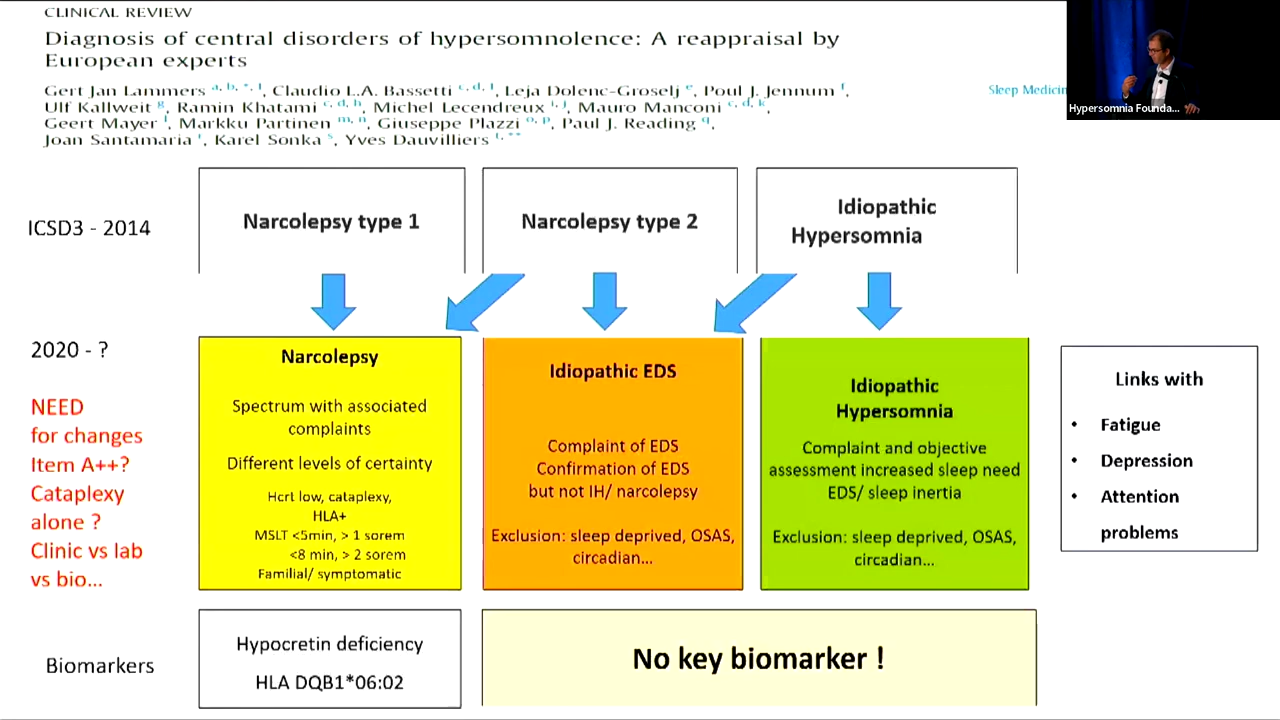 CLINICAL REVIEW
Diagnosis of central disorders of hypersomnolence: A reappraisal by
European experts
Gert Jan Lammers a, b, *, 1, Claudio L.A. Bassetti c, d, 1, Leja Dolenc-Groselj e, Poul J. Jennum f,
Ulf Kallweit g, Ramin Khatami c, d, h, Michel Lecendreux i, j, Mauro Manconi c, d, k,
Geert Mayer l, Markku Partinen m, n, Giuseppe Plazzi o, p, Paul J. Reading q,
Joan Santamaria r, Karel Sonka s, Yves Dauvilliers t, **
Sleep Medicin
Hypersomnia Founda...
ICSD3 - 2014
Narcolepsy type 1
Narcolepsy type 2
Idiopathic
Hypersomnia
2020 - ?
NEED
for changes
Item A++?
Cataplexy
alone ?
Clinic vs lab
vs bio...
Narcolepsy
Spectrum with associated
complaints
Different levels of certainty
Hcrt low, cataplexy,
HLA+
MSLT <5min, > 1 sorem
<8 min, > 2 sorem
Familial/ symptomatic
Idiopathic EDS
Complaint of EDS
Confirmation of EDS
but not IH/ narcolepsy
Exclusion: sleep deprived, OSAS,
circadian...
Idiopathic
Hypersomnia
Complaint and objective
assessment increased sleep need
EDS/ sleep inertia
Exclusion: sleep deprived, OSAS,
circadian...
Links with
• Fatigue
• Depression
• Attention
problems
Biomarkers
Hypocretin deficiency
HLA DQB1*06:02
No key biomarker !